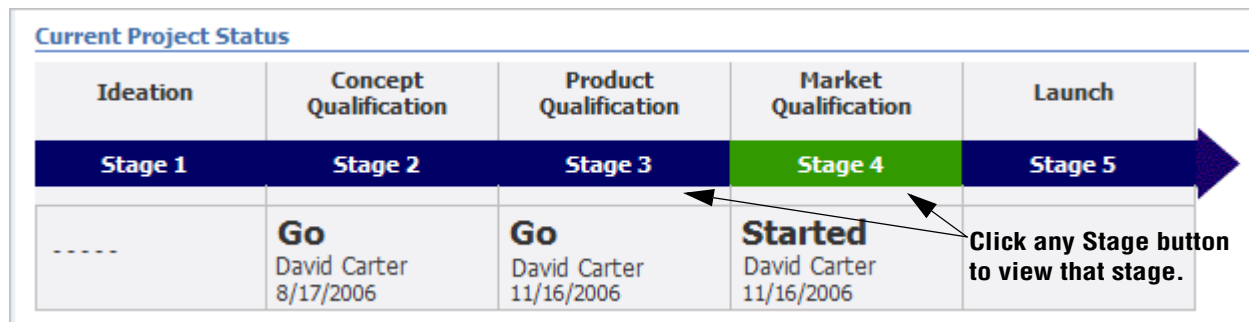 Current Project Status
Ideation
Concept
Qualification
Product
Qualification
Market
Qualification
Launch
Stage 1
Stage 2
Stage 3
Stage 4
Stage 5
- - - - -
Go
David Carter
8/17/2006
Go
David Carter
11/16/2006
Started
David Carter
11/16/2006
Click any Stage button
to view that stage.